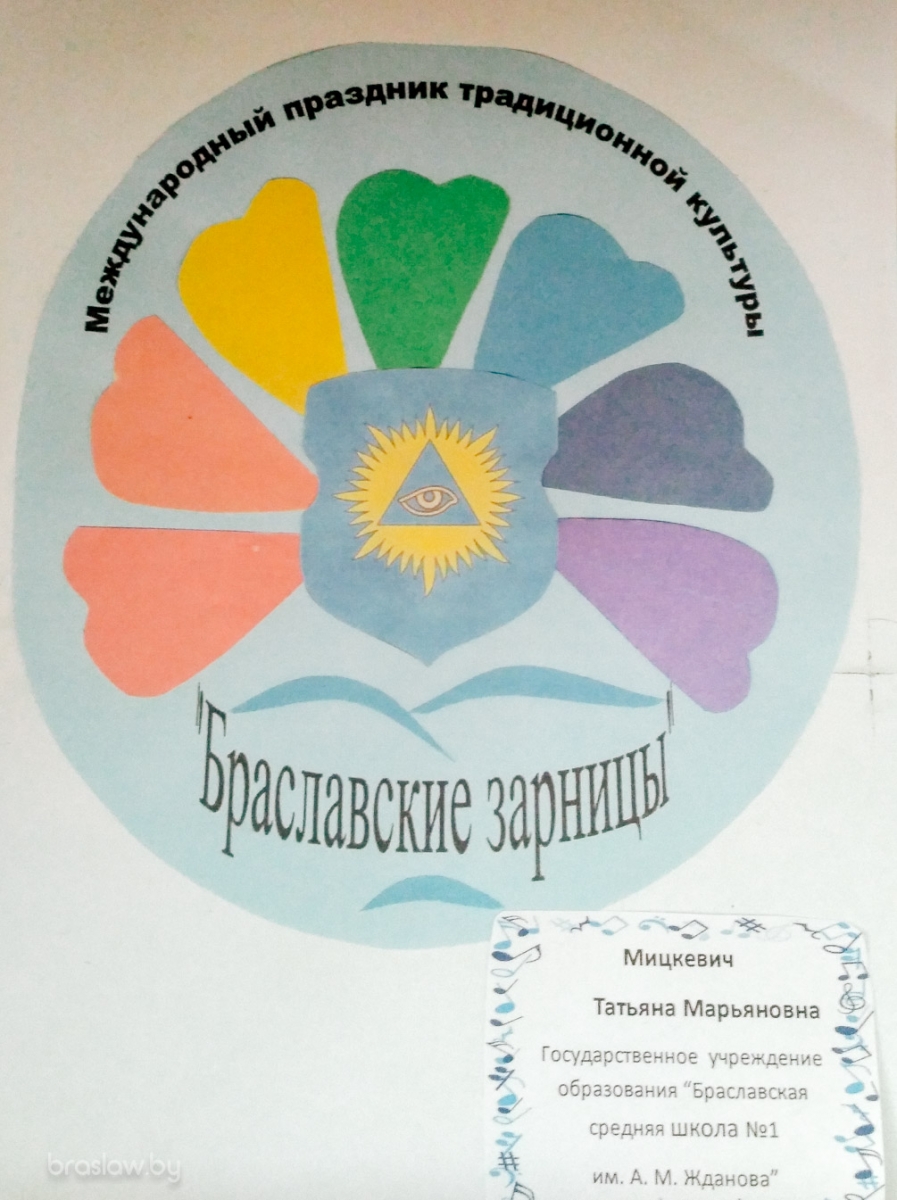 Международный праздник традиционной культуры
"Браславские зарницы"
Мицкевич
Татьяна Марьяновна
Государственное учреждение
образования "Браславская
средняя школа №1
им. А. М. Жданова"
braslaw.by